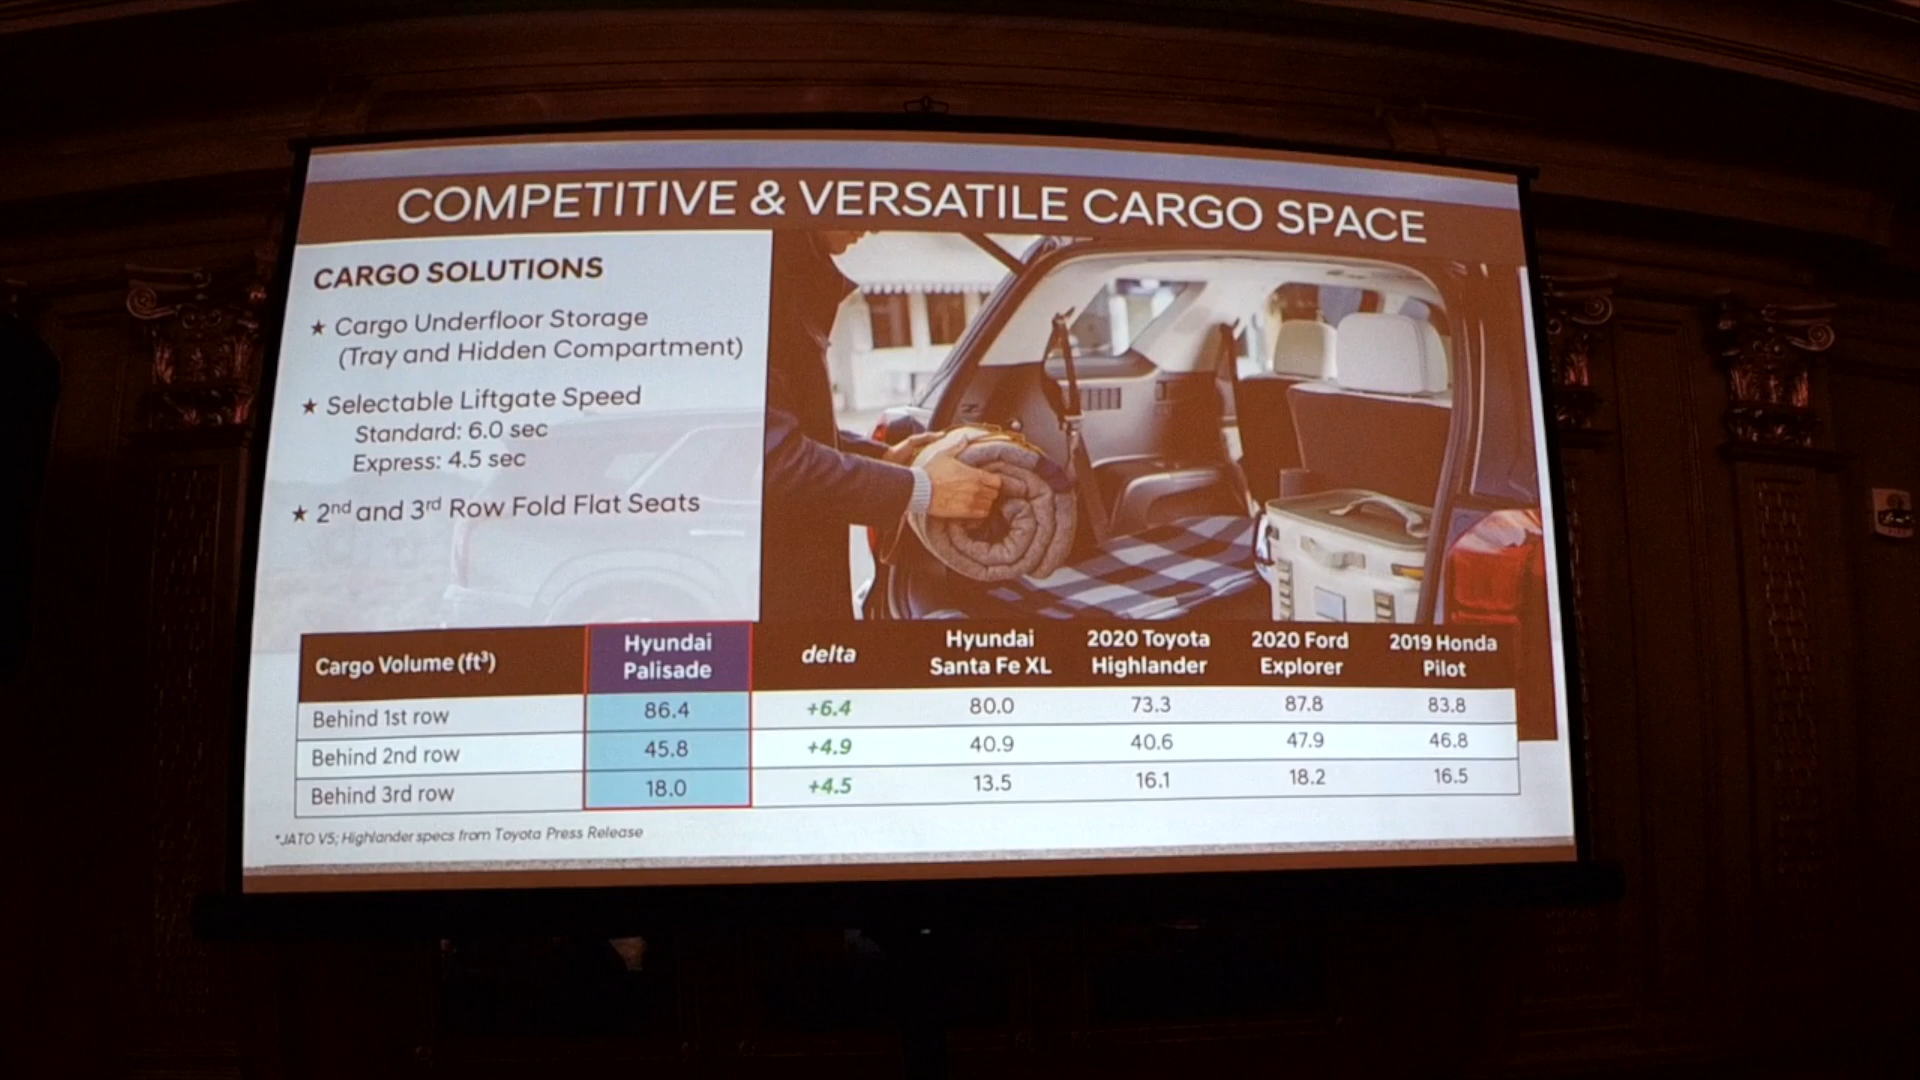 COMPETITIVE & VERSATILE CARGO SPACE
CARGO SOLUTIONS
★ Cargo Underfloor Storage
(Tray and Hidden Compartment)
★ Selectable Liftgate Speed
Standard: 6.0 sec
Express: 4.5 sec
★ 2nd and 3rd Row Fold Flat Seats
Cargo Volume (ft³) Hyundai Palisade delta Hyundai Santa Fe XL 2020 Toyota Highlander 2020 Ford Explorer 2019 Honda Pilot
Behind 1st row 86.4 +6.4 80.0 73.3 87.8 83.8
Behind 2nd row 45.8 +4.9 40.9 40.6 47.9 46.8
Behind 3rd row 18.0 +4.5 13.5 16.1 18.2 16.5
*JATO V5; Highlander specs from Toyota Press Release